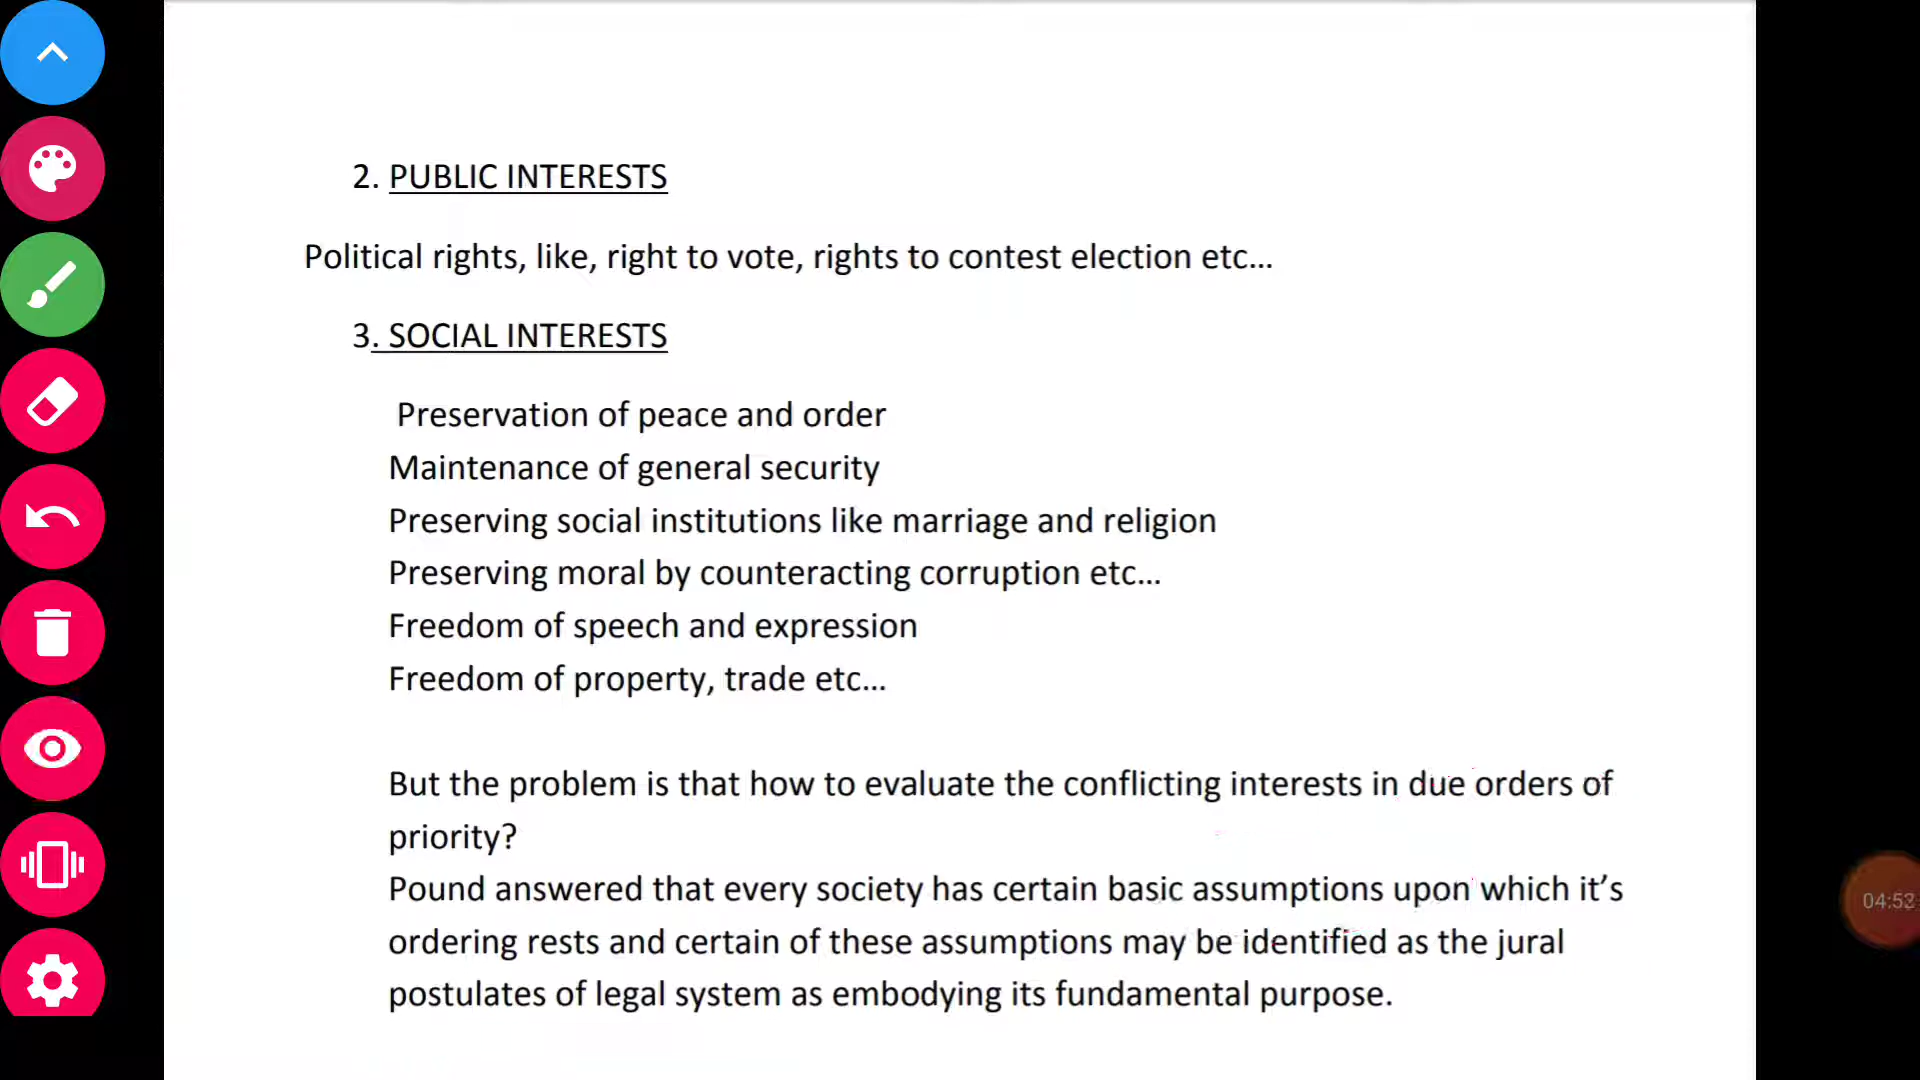 2. PUBLIC INTERESTS
Political rights, like, right to vote, rights to contest election etc...
3. SOCIAL INTERESTS
Preservation of peace and order
Maintenance of general security
Preserving social institutions like marriage and religion
Preserving moral by counteracting corruption etc...
Freedom of speech and expression
Freedom of property, trade etc...
But the problem is that how to evaluate the conflicting interests in due orders of
priority?
Pound answered that every society has certain basic assumptions upon which it’s
ordering rests and certain of these assumptions may be identified as the jural
postulates of legal system as embodying its fundamental purpose.